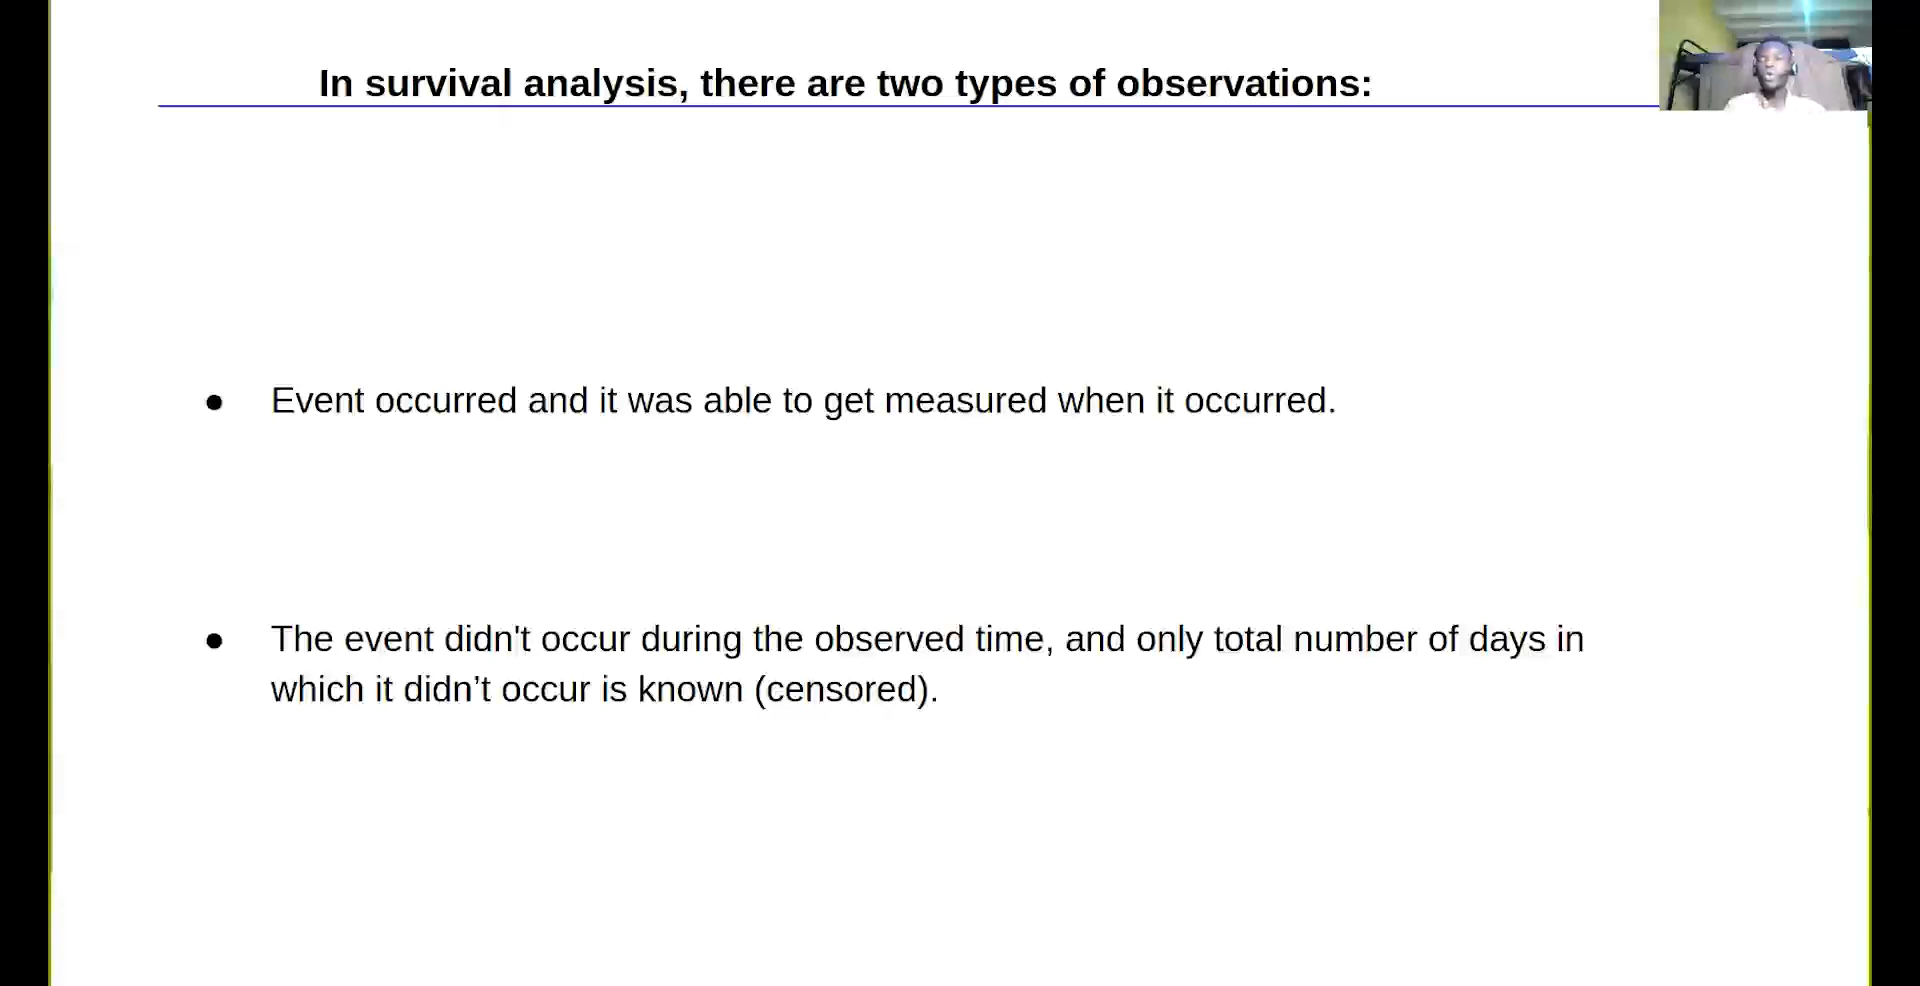 In survival analysis, there are two types of observations:
● Event occurred and it was able to get measured when it occurred.
● The event didn't occur during the observed time, and only total number of days in
which it didn’t occur is known (censored).